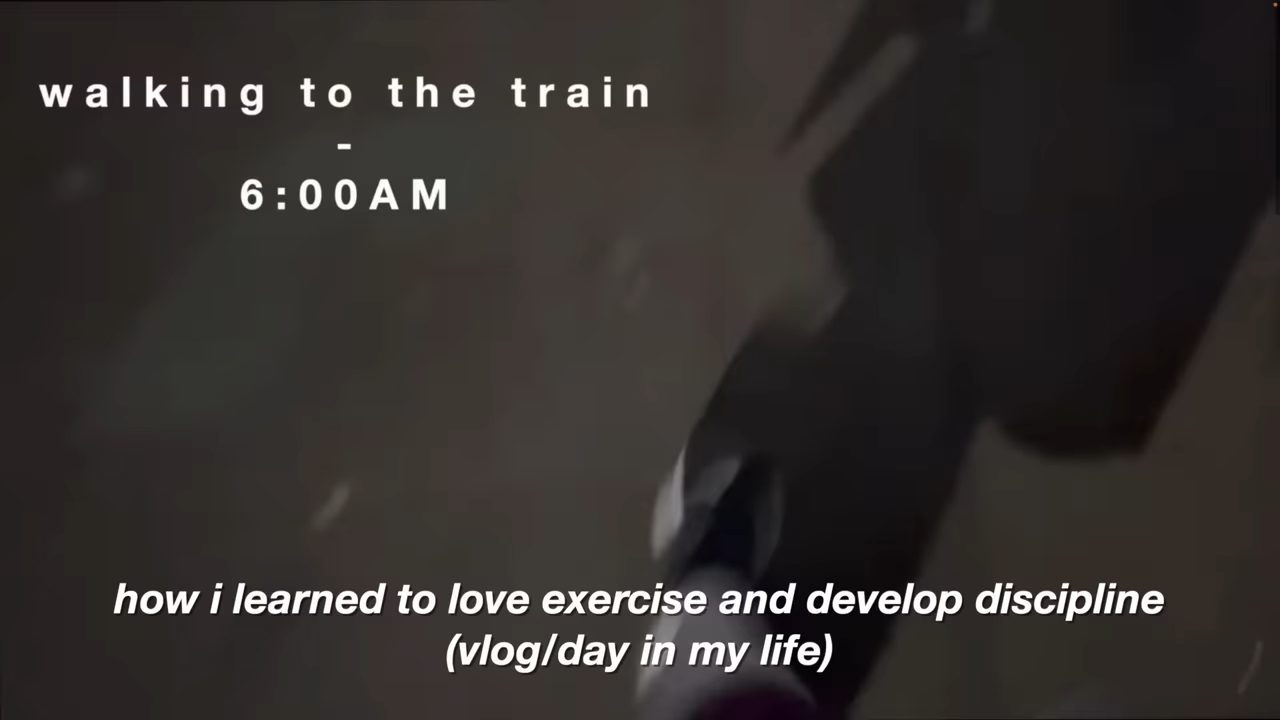 walking to the train
-
6:00AM
how i learned to love exercise and develop discipline
(vlog/day in my life)